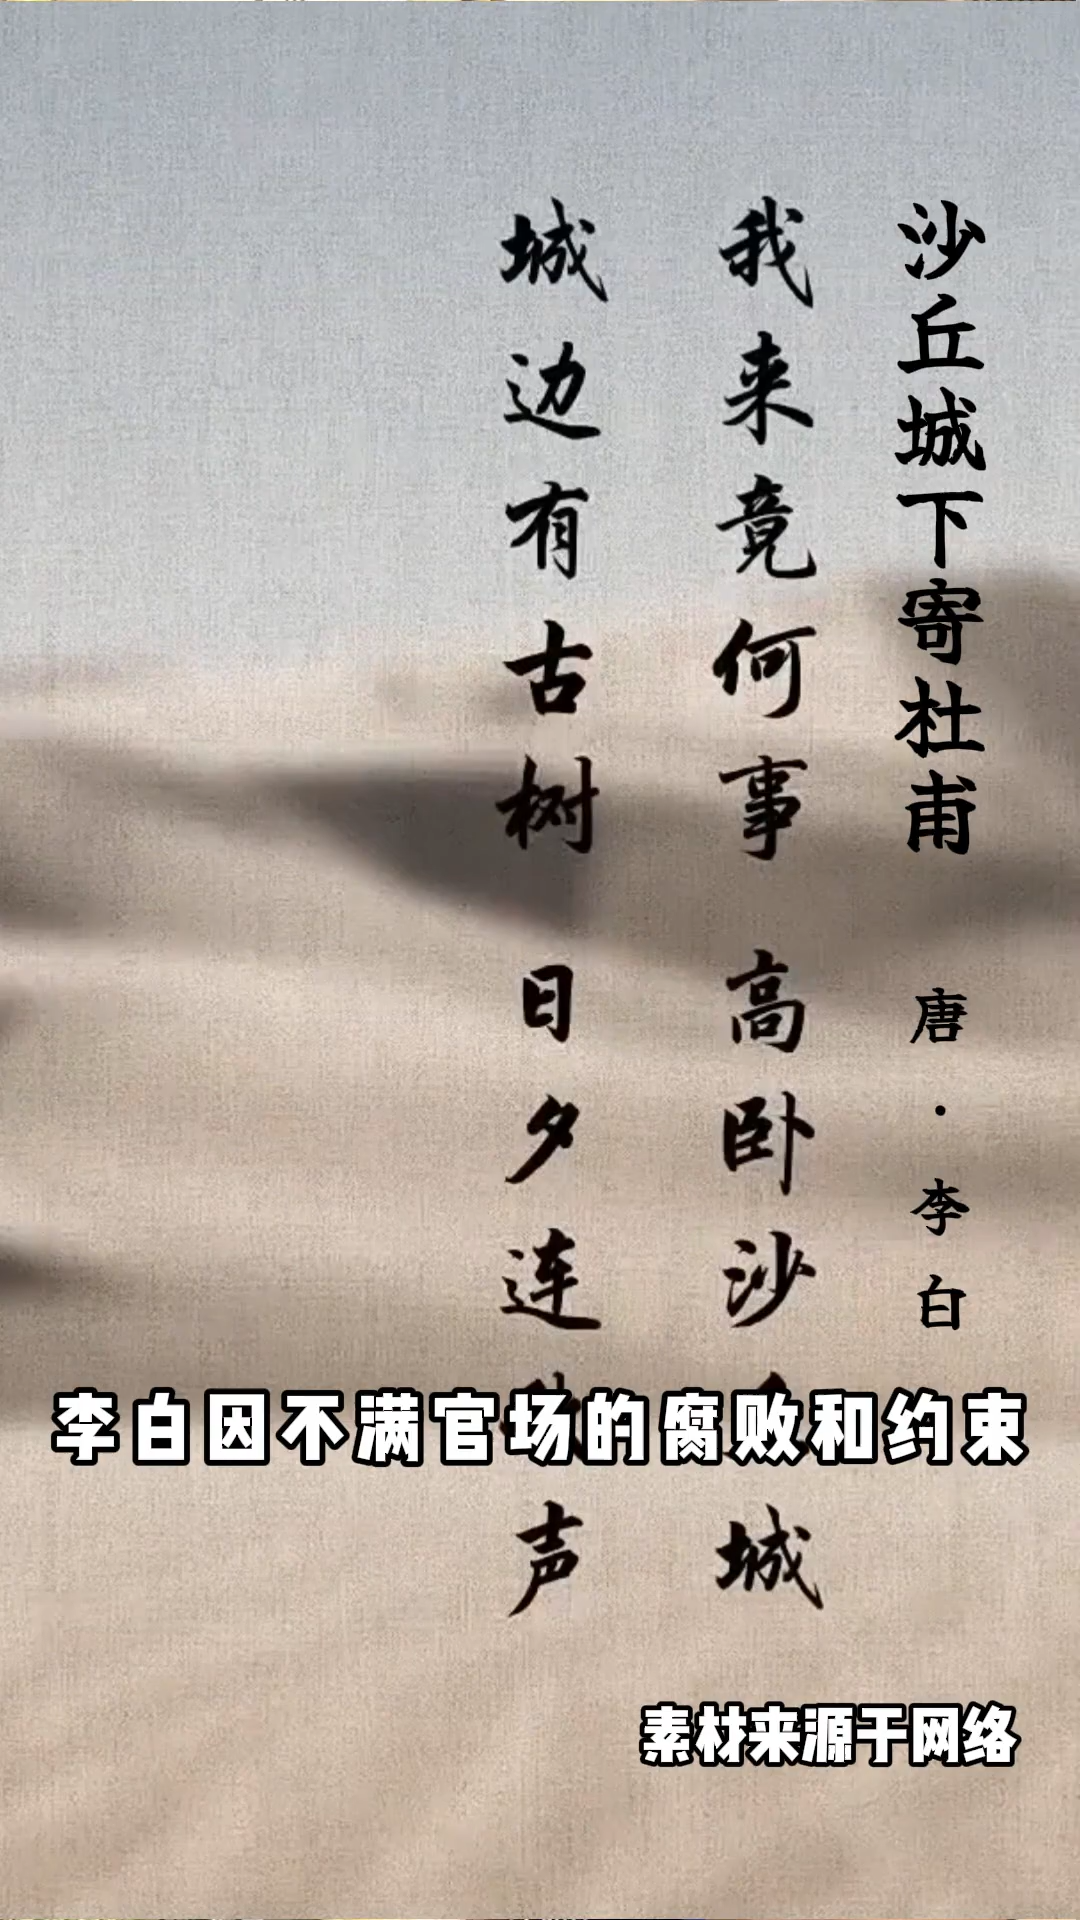 沙丘城下寄杜甫
唐·李白
我来竟何事 高卧沙
城
城边有古树 日夕连
声
李白因不满官场的腐败和约束
素材来源于网络